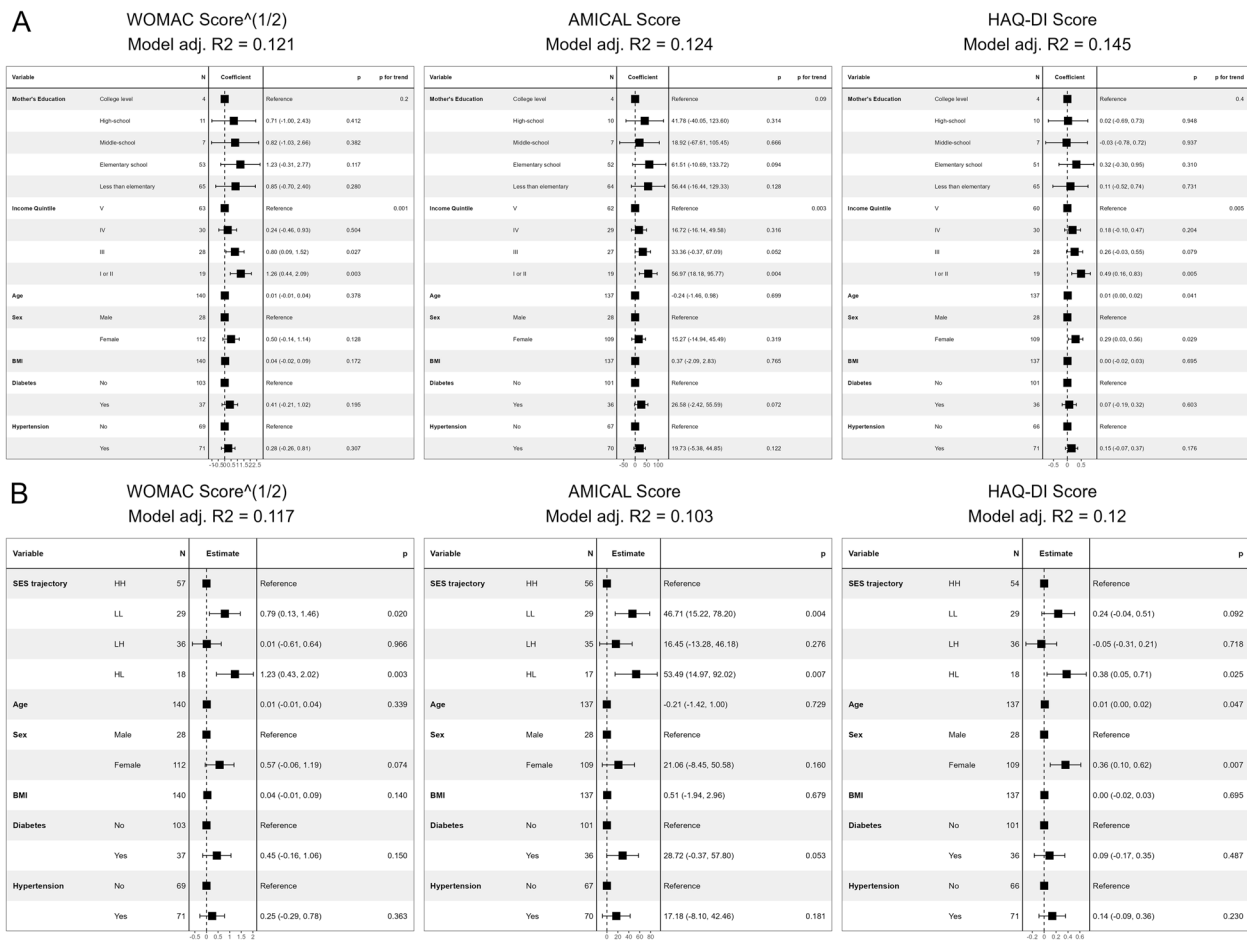 A
WOMAC Score^(1/2)
Model adj. R2 = 0.121
Variable N Coefficient p p for trend
Mother's Education College level 4 Reference 0.2
High-school 11 0.71 (-1.00, 2.43) 0.412
Middle-school 7 0.82 (-1.03, 2.66) 0.382
Elementary school 53 1.23 (-0.31, 2.77) 0.117
Less than elementary 65 0.85 (-0.70, 2.40) 0.280
Income Quintile V 63 Reference 0.001
IV 30 0.24 (-0.46, 0.93) 0.504
III 28 0.80 (0.09, 1.52) 0.027
I or II 19 1.26 (0.44, 2.09) 0.003
Age 140 0.01 (-0.01, 0.04) 0.378
Sex Male 28 Reference
Female 112 0.50 (-0.14, 1.14) 0.128
BMI 140 0.04 (-0.02, 0.09) 0.172
Diabetes No 103 Reference
Yes 37 0.41 (-0.21, 1.02) 0.195
Hypertension No 69 Reference
Yes 71 0.28 (-0.26, 0.81) 0.307
AMICAL Score
Model adj. R2 = 0.124
Variable N Coefficient p p for trend
Mother's Education College level 4 Reference 0.09
High-school 10 41.78 (-40.05, 123.60) 0.314
Middle-school 7 18.92 (-67.61, 105.45) 0.666
Elementary school 52 61.51 (-10.69, 133.72) 0.094
Less than elementary 64 56.44 (-16.44, 129.33) 0.128
Income Quintile V 62 Reference 0.003
IV 29 16.72 (-16.14, 49.58) 0.316
III 27 33.36 (-0.37, 67.09) 0.052
I or II 19 56.97 (18.18, 95.77) 0.004
Age 137 -0.24 (-1.46, 0.98) 0.699
Sex Male 28 Reference
Female 109 15.27 (-14.94, 45.49) 0.319
BMI 137 0.37 (-2.09, 2.83) 0.765
Diabetes No 101 Reference
Yes 36 26.58 (-2.42, 55.59) 0.072
Hypertension No 67 Reference
Yes 70 19.73 (-5.38, 44.85) 0.122
-50 0 50 100
HAQ-DI Score
Model adj. R2 = 0.145
Variable N Coefficient p p for trend
Mother's Education College level 4 Reference 0.4
High-school 10 0.02 (-0.69, 0.73) 0.948
Middle-school 7 -0.03 (-0.78, 0.72) 0.937
Elementary school 51 0.32 (-0.30, 0.95) 0.310
Less than elementary 65 0.11 (-0.52, 0.74) 0.731
Income Quintile V 60 Reference 0.005
IV 30 0.18 (-0.10, 0.47) 0.204
III 28 0.26 (-0.03, 0.55) 0.079
I or II 19 0.49 (0.16, 0.83) 0.005
Age 137 0.01 (0.00, 0.02) 0.041
Sex Male 28 Reference
Female 109 0.29 (0.03, 0.56) 0.029
BMI 137 0.00 (-0.02, 0.03) 0.695
Diabetes No 101 Reference
Yes 36 0.07 (-0.19, 0.32) 0.603
Hypertension No 66 Reference
Yes 71 0.15 (-0.07, 0.37) 0.176
-0.5 0 0.5
B
WOMAC Score^(1/2)
Model adj. R2 = 0.117
Variable N Estimate p
SES trajectory HH 57 Reference
LL 29 0.79 (0.13, 1.46) 0.020
LH 36 0.01 (-0.61, 0.64) 0.966
HL 18 1.23 (0.43, 2.02) 0.003
Age 140 0.01 (-0.01, 0.04) 0.339
Sex Male 28 Reference
Female 112 0.57 (-0.06, 1.19) 0.074
BMI 140 0.04 (-0.01, 0.09) 0.140
Diabetes No 103 Reference
Yes 37 0.45 (-0.16, 1.06) 0.150
Hypertension No 69 Reference
Yes 71 0.25 (-0.29, 0.78) 0.363
-0.5 0 0.5 1 1.5 2
AMICAL Score
Model adj. R2 = 0.103
Variable N Estimate p
SES trajectory HH 56 Reference
LL 29 46.71 (15.22, 78.20) 0.004
LH 35 16.45 (-13.28, 46.18) 0.276
HL 17 53.49 (14.97, 92.02) 0.007
Age 137 -0.21 (-1.42, 1.00) 0.729
Sex Male 28 Reference
Female 109 21.06 (-8.45, 50.58) 0.160
BMI 137 0.51 (-1.94, 2.96) 0.679
Diabetes No 101 Reference
Yes 36 28.72 (-0.37, 57.80) 0.053
Hypertension No 67 Reference
Yes 70 17.18 (-8.10, 42.46) 0.181
0 20 40 60 80
HAQ-DI Score
Model adj. R2 = 0.12
Variable N Estimate p
SES trajectory HH 54 Reference
LL 29 0.24 (-0.04, 0.51) 0.092
LH 36 -0.05 (-0.31, 0.21) 0.718
HL 18 0.38 (0.05, 0.71) 0.025
Age 137 0.01 (0.00, 0.02) 0.047
Sex Male 28 Reference
Female 109 0.36 (0.10, 0.62) 0.007
BMI 137 0.00 (-0.02, 0.03) 0.695
Diabetes No 101 Reference
Yes 36 0.09 (-0.17, 0.35) 0.487
Hypertension No 66 Reference
Yes 71 0.14 (-0.09, 0.36) 0.230
-0.2 0 0.2 0.4 0.6